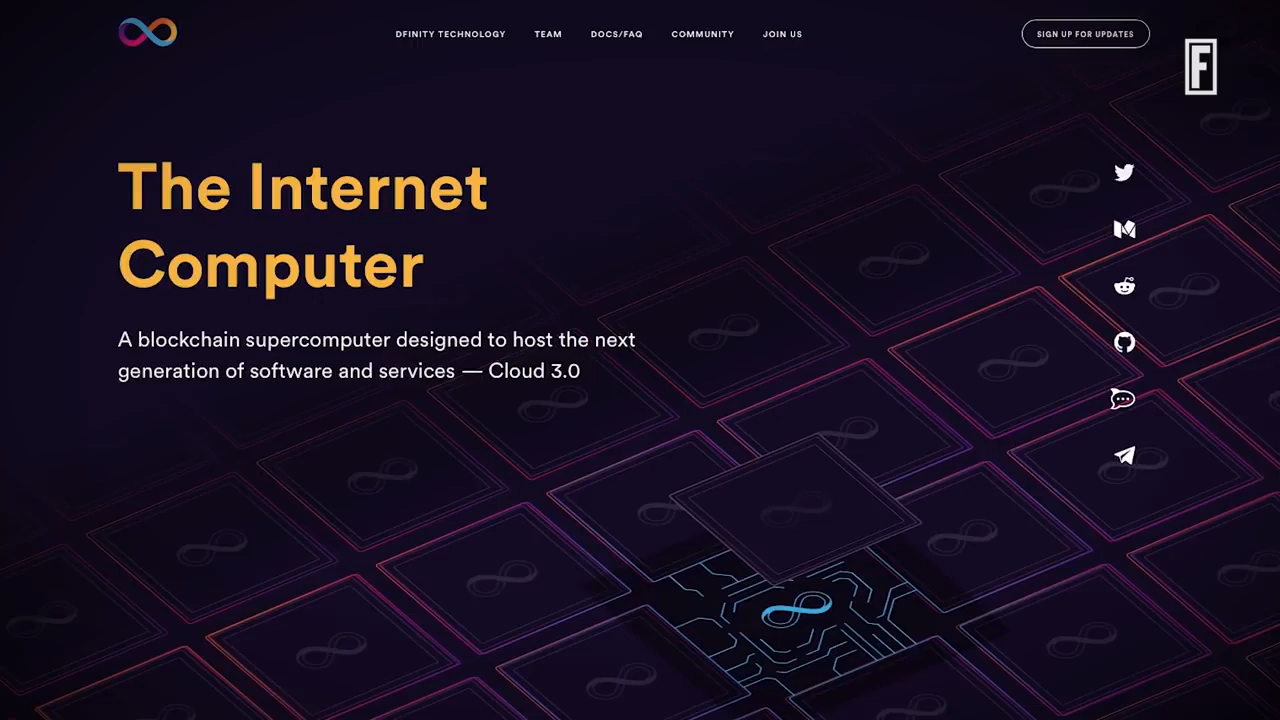 DFINITY TECHNOLOGY
TEAM
DOCS/FAQ
COMMUNITY
JOIN US
SIGN UP FOR UPDATES
F
The Internet
Computer
A blockchain supercomputer designed to host the next
generation of software and services — Cloud 3.0